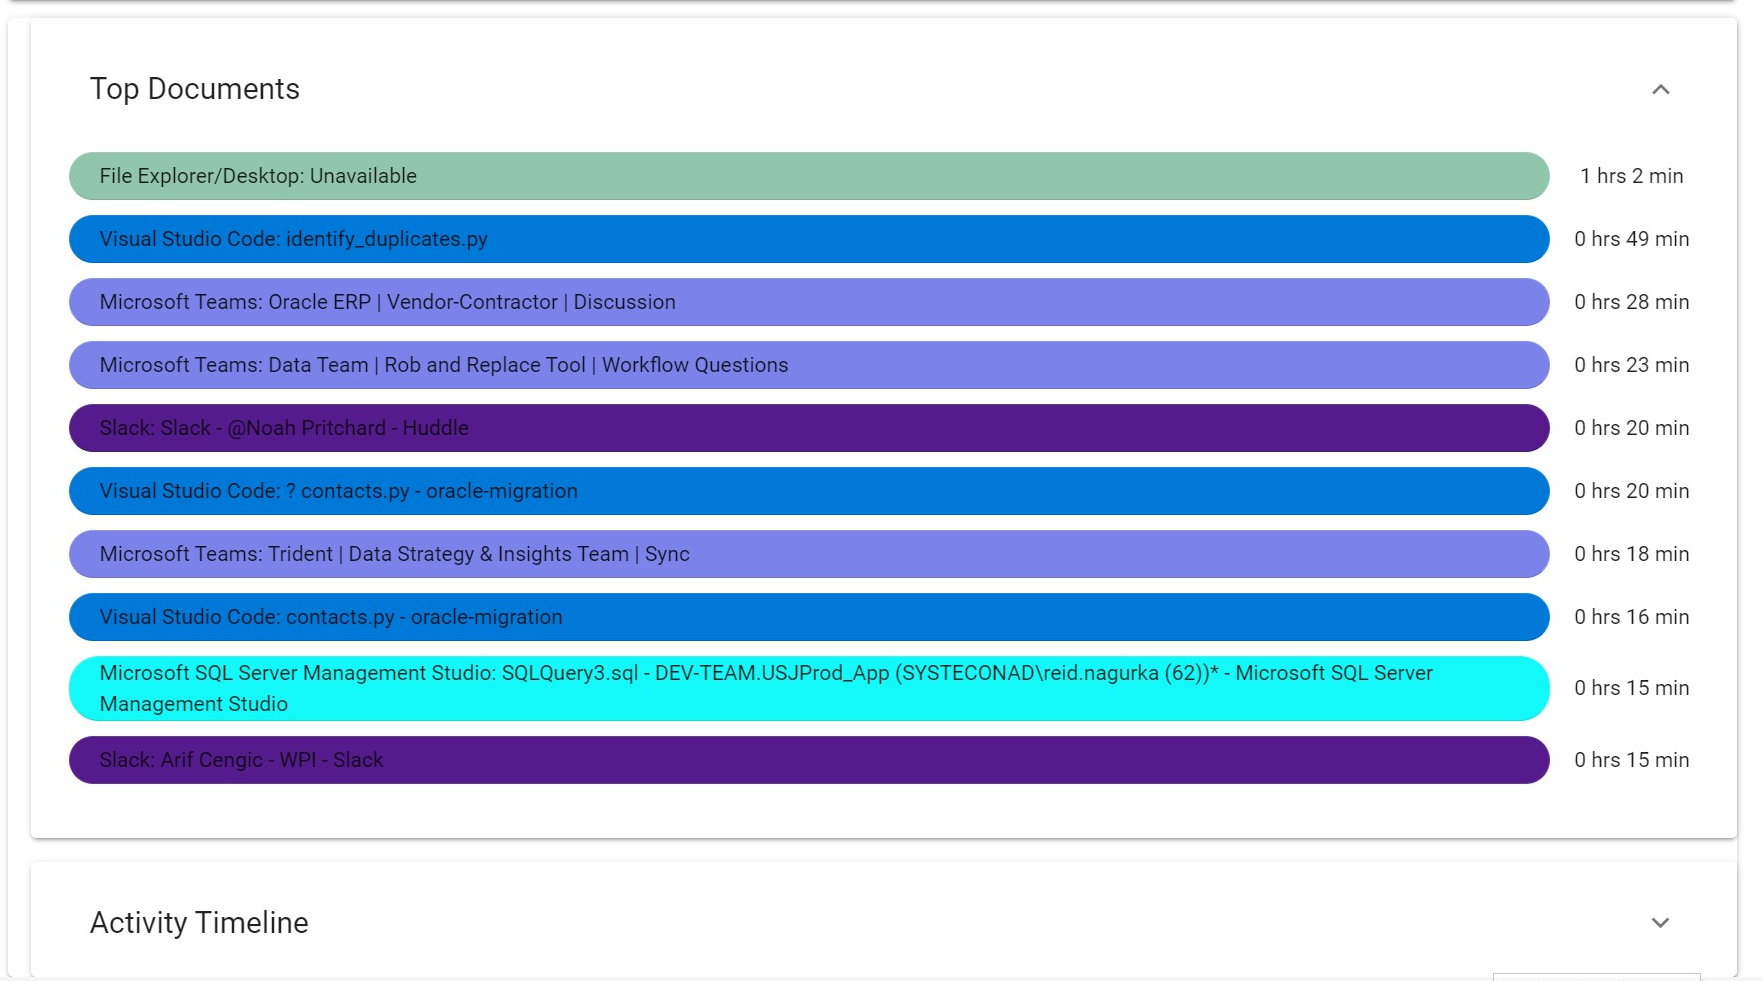 Top Documents
File Explorer/Desktop: Unavailable
1 hrs 2 min
Visual Studio Code: identify_duplicates.py
0 hrs 49 min
Microsoft Teams: Oracle ERP | Vendor-Contractor | Discussion
0 hrs 28 min
Microsoft Teams: Data Team | Rob and Replace Tool | Workflow Questions
0 hrs 23 min
Slack: Slack - @Noah Pritchard - Huddle
0 hrs 20 min
Visual Studio Code: ? contacts.py - oracle-migration
0 hrs 20 min
Microsoft Teams: Trident | Data Strategy & Insights Team | Sync
0 hrs 18 min
Visual Studio Code: contacts.py - oracle-migration
0 hrs 16 min
Microsoft SQL Server Management Studio: SQLQuery3.sql - DEV-TEAM.USJProd_App (SYSTECONAD\reid.nagurka (62))* - Microsoft SQL Server
Management Studio
0 hrs 15 min
Slack: Arif Cengic - WPI - Slack
0 hrs 15 min
Activity Timeline